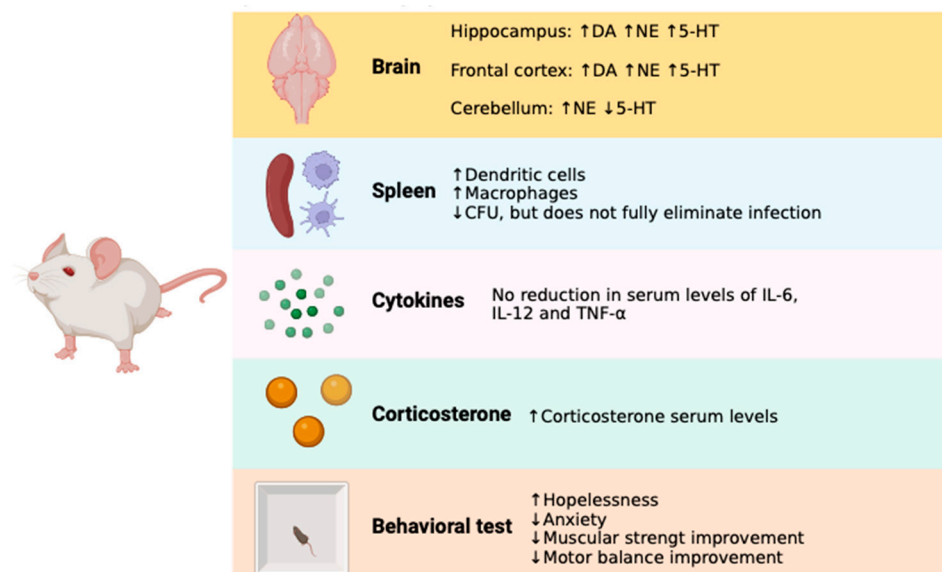 Hippocampus: ↑DA ↑NE ↑5-HT
Brain
Frontal cortex: ↑DA ↑NE ↑5-HT
Cerebellum: ↑NE ↓5-HT
Spleen
↑Dendritic cells
↑Macrophages
↓CFU, but does not fully eliminate infection
Cytokines
No reduction in serum levels of IL-6,
IL-12 and TNF-α
Corticosterone
↑Corticosterone serum levels
Behavioral test
↑Hopelessness
↓Anxiety
↓Muscular strengt improvement
↓Motor balance improvement